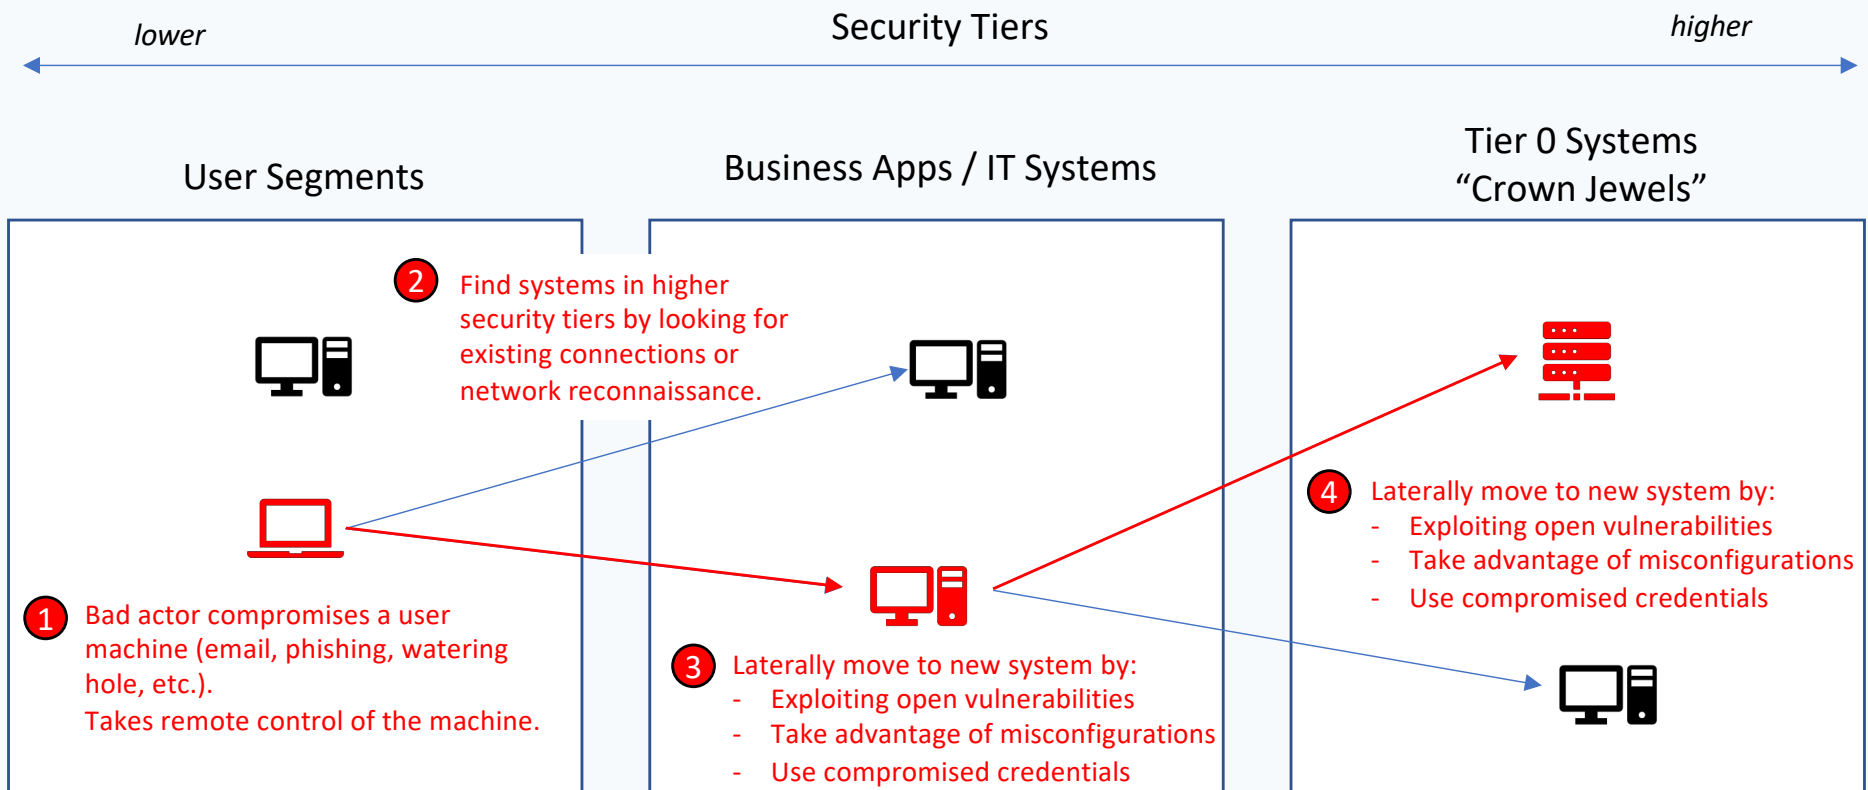 lower
Security Tiers
higher
User Segments
Business Apps / IT Systems
Tier 0 Systems
“Crown Jewels”
2
Find systems in higher
security tiers by looking for
existing connections or
network reconnaissance.
1
Bad actor compromises a user
machine (email, phishing, watering
hole, etc.).
Takes remote control of the machine.
3
Laterally move to new system by:
- Exploiting open vulnerabilities
- Take advantage of misconfigurations
- Use compromised credentials
4
Laterally move to new system by:
- Exploiting open vulnerabilities
- Take advantage of misconfigurations
- Use compromised credentials